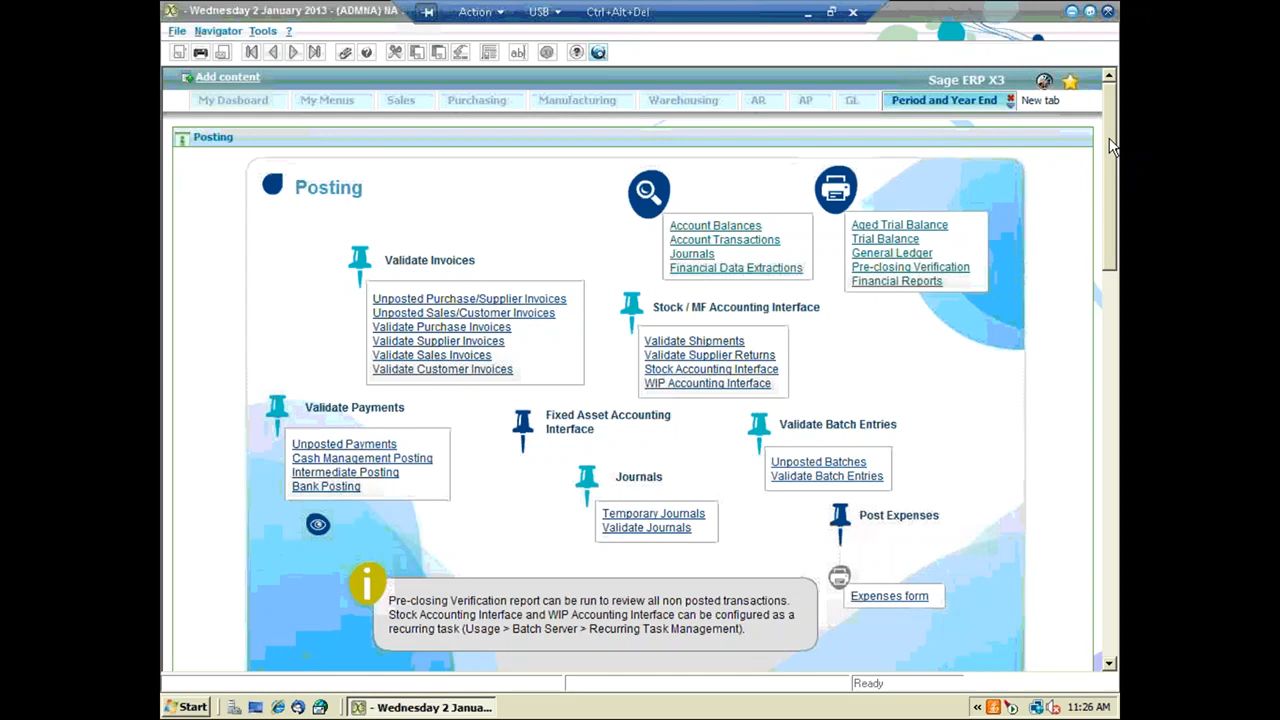 - Wednesday 2 January 2013 - (ADMNA) NA
Action
USB
Ctrl+Alt+Del
File Navigator Tools ?
ab
Add content
Sage ERP X3
My Dasboard My Menus Sales Purchasing Manufacturing Warehousing AR AP GL Period and Year End New tab
Posting
Posting
Account Balances
Account Transactions
Journals
Financial Data Extractions
Aged Trial Balance
Trial Balance
General Ledger
Pre-closing Verification
Financial Reports
Validate Invoices
Unposted Purchase/Supplier Invoices
Unposted Sales/Customer Invoices
Validate Purchase Invoices
Validate Supplier Invoices
Validate Sales Invoices
Validate Customer Invoices
Stock / MF Accounting Interface
Validate Shipments
Validate Supplier Returns
Stock Accounting Interface
WIP Accounting Interface
Validate Payments
Unposted Payments
Cash Management Posting
Intermediate Posting
Bank Posting
Fixed Asset Accounting
Interface
Validate Batch Entries
Unposted Batches
Validate Batch Entries
Journals
Temporary Journals
Validate Journals
Post Expenses
Expenses form
i
Pre-closing Verification report can be run to review all non posted transactions.
Stock Accounting Interface and WIP Accounting Interface can be configured as a
recurring task (Usage > Batch Server > Recurring Task Management).
Ready
Start
- Wednesday 2 Janua...
11:26 AM